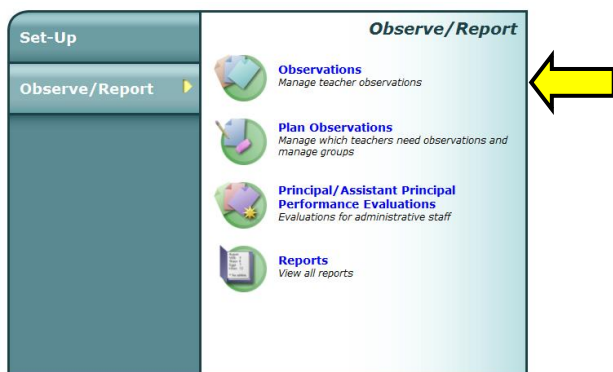 Set-Up
Observe/Report
Observe/Report
Observations
Manage teacher observations
Plan Observations
Manage which teachers need observations and
manage groups
Principal/Assistant Principal
Performance Evaluations
Evaluations for administrative staff
Reports
View all reports